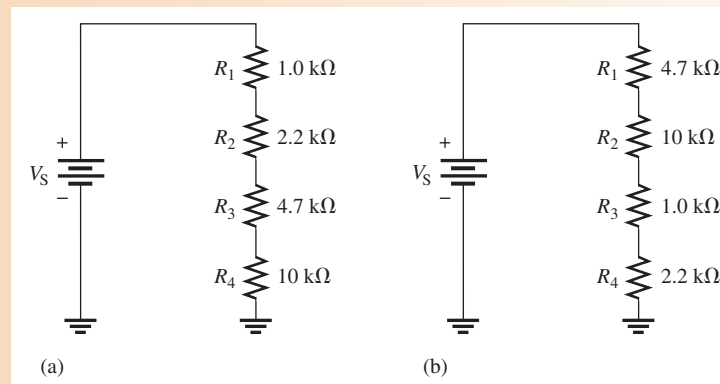 R1 1.0 kΩ
R2 2.2 kΩ
R3 4.7 kΩ
R4 10 kΩ
+
VS
−
(a)
R1 4.7 kΩ
R2 10 kΩ
R3 1.0 kΩ
R4 2.2 kΩ
+
VS
−
(b)